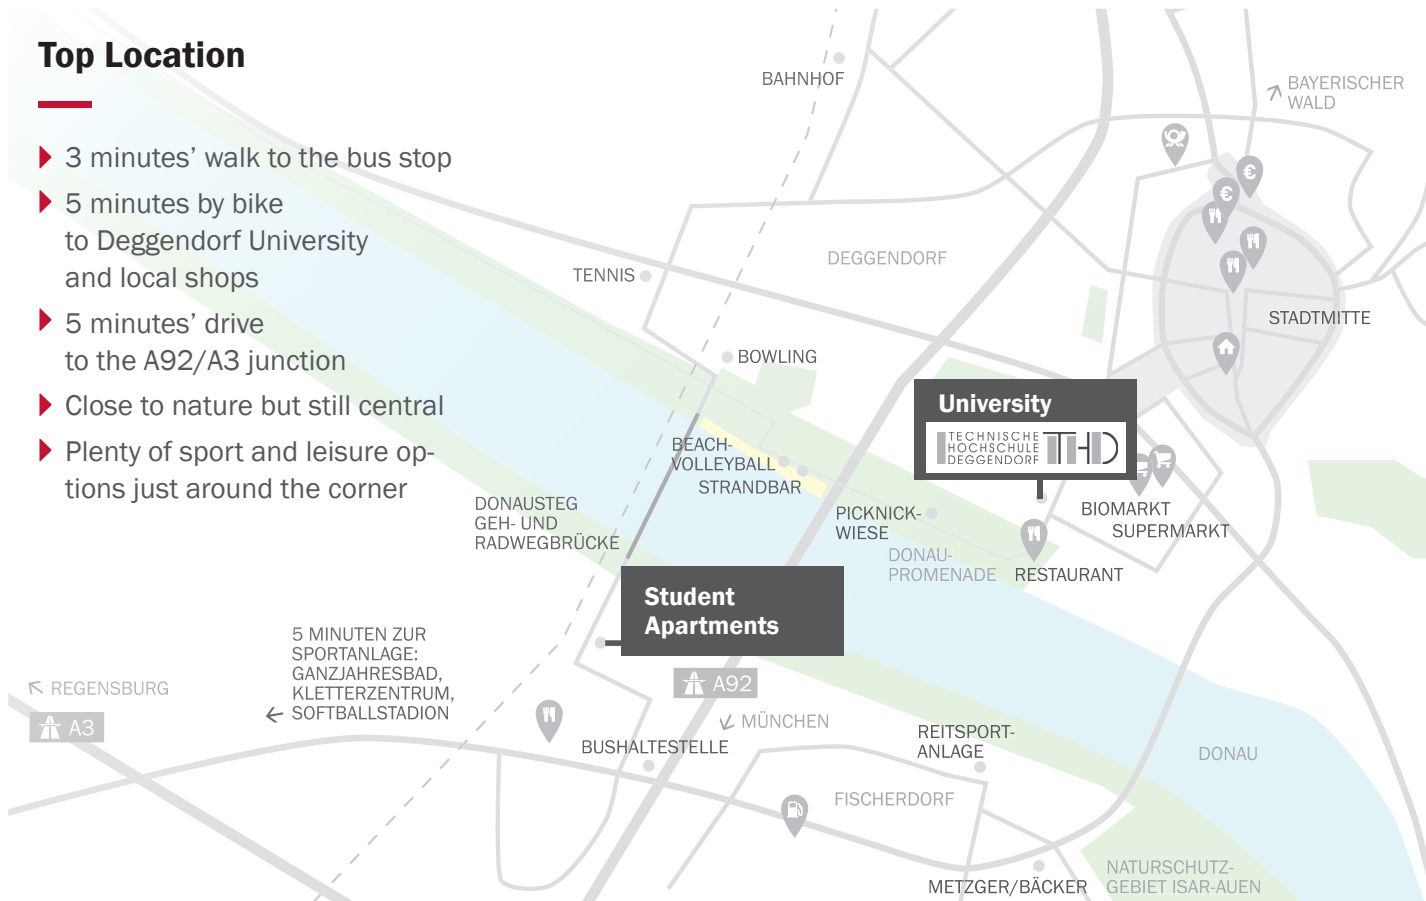 Top Location
3 minutes’ walk to the bus stop
5 minutes by bike
to Deggendorf University
and local shops
5 minutes’ drive
to the A92/A3 junction
Close to nature but still central
Plenty of sport and leisure op-
tions just around the corner
BAHNHOF
BAYERISCHER
WALD
€
€
DEGGENDORF
TENNIS
STADTMITTE
BOWLING
University
TECHNISCHE
HOCHSCHULE
DEGGENDORF
THD
BEACH-
VOLLEYBALL
STRANDBAR
DONAUSTEG
GEH- UND
RADWEGBRÜCKE
PICKNICK-
WIESE
BIOMARKT
SUPERMARKT
DONAU-
PROMENADE
RESTAURANT
Student
Apartments
5 MINUTEN ZUR
SPORTANLAGE:
GANZJAHRESBAD,
KLETTERZENTRUM,
SOFTBALLSTADION
REGENSBURG
A3
A92
MÜNCHEN
BUSHALTESTELLE
REITSPORT-
ANLAGE
DONAU
FISCHERDORF
METZGER/BÄCKER
NATURSCHUTZ-
GEBIET ISAR-AUEN